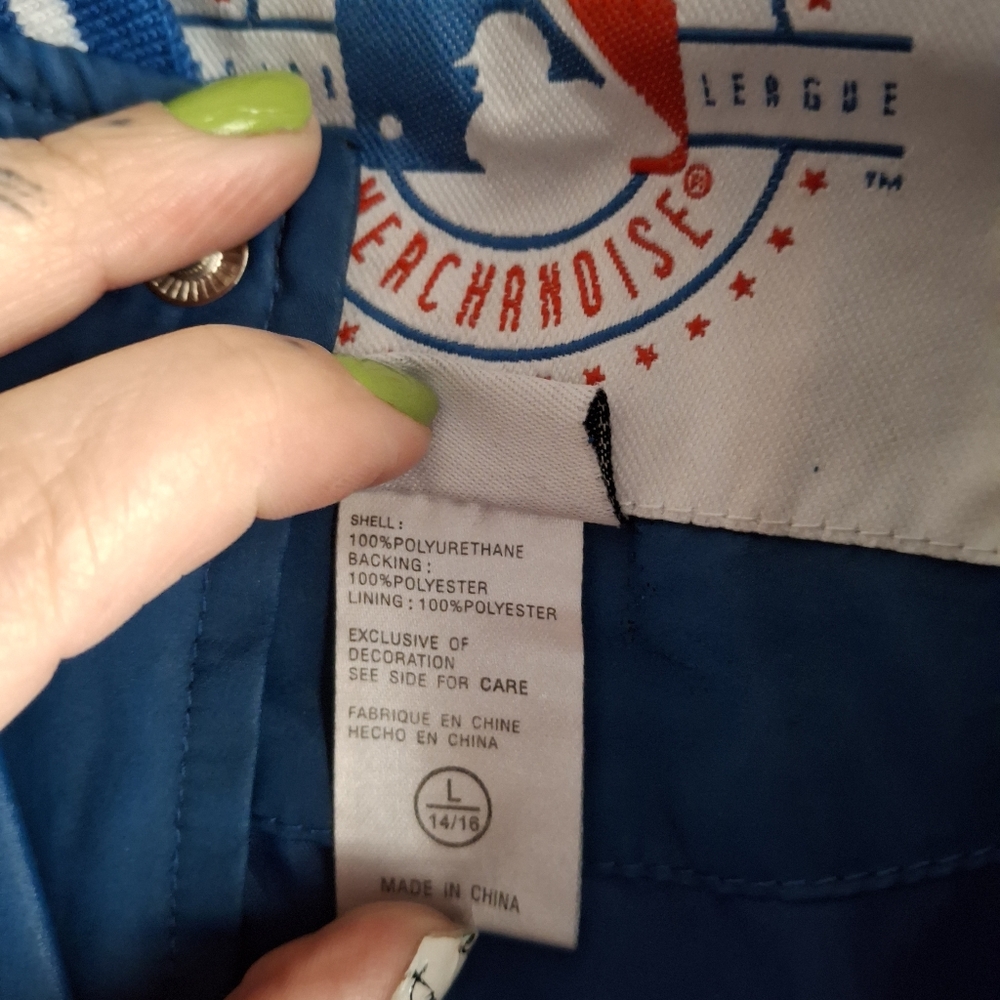 LEAGUE
TM
MERCHANDISE®
SHELL:
100%POLYURETHANE
BACKING:
100%POLYESTER
LINING:100%POLYESTER
EXCLUSIVE OF
DECORATION
SEE SIDE FOR CARE
FABRIQUE EN CHINE
HECHO EN CHINA
L
14/16
MADE IN CHINA